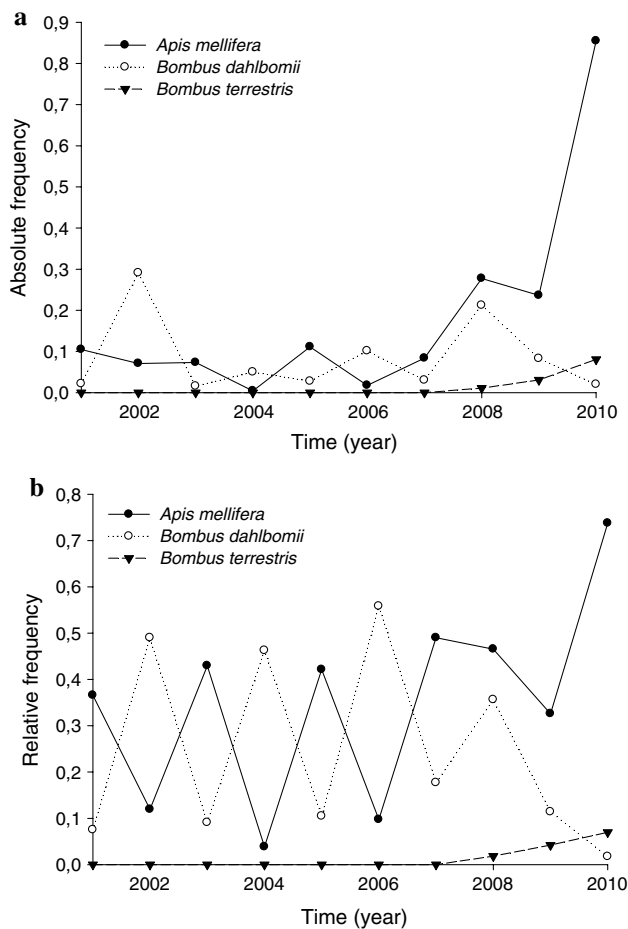 a
0,9
0,8
0,7
0,6
0,5
0,4
0,3
0,2
0,1
0,0
Absolute frequency
Apis mellifera
Bombus dahlbomii
Bombus terrestris
2002 2004 2006 2008 2010
Time (year)
b
0,8
0,7
0,6
0,5
0,4
0,3
0,2
0,1
0,0
Relative frequency
Apis mellifera
Bombus dahlbomii
Bombus terrestris
2002 2004 2006 2008 2010
Time (year)